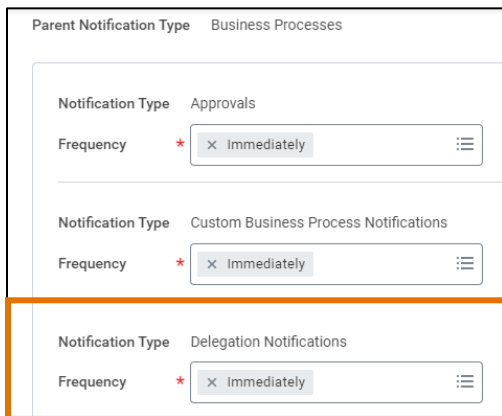 Parent Notification Type Business Processes
Notification Type Approvals
Frequency * × Immediately
Notification Type Custom Business Process Notifications
Frequency * × Immediately
Notification Type Delegation Notifications
Frequency * × Immediately